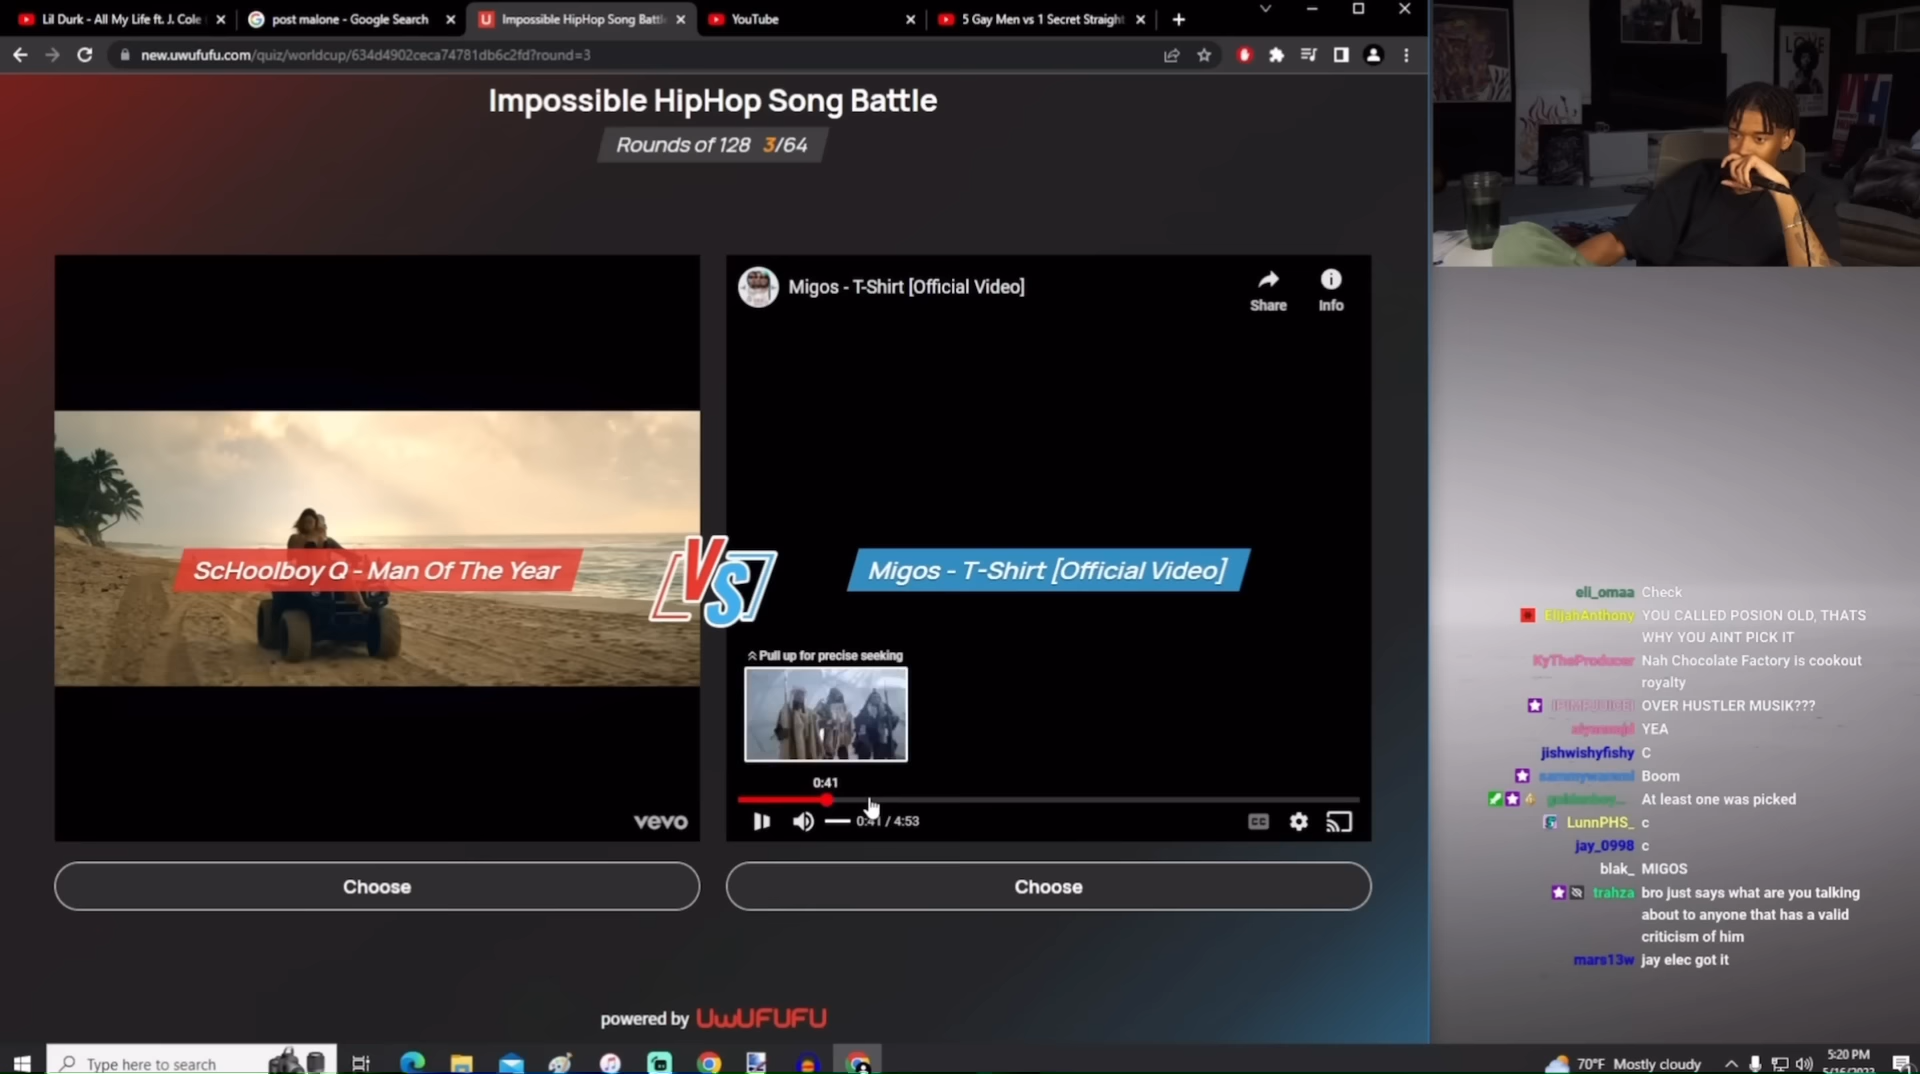 Lil Durk - All My Life ft. J. Cole
post malone - Google Search
Impossible HipHop Song Battl
YouTube
5 Gay Men vs 1 Secret Straight
new.uwufufu.com/quiz/worldcup/634d4902ceca74781db6c2fd?round=3
Impossible HipHop Song Battle
Rounds of 128 3/64
Migos - T-Shirt [Official Video]
Share
Info
LOVE
ScHoolboy Q - Man Of The Year
VS
Migos - T-Shirt [Official Video]
Pull up for precise seeking
0:41
0:41 / 4:53
CC
vevo
Choose
Choose
powered by UwUFUFU
eli_omaa Check
ElijahAnthony YOU CALLED POSION OLD, THATS
WHY YOU AINT PICK IT
KyTheProducer Nah Chocolate Factory is cookout
royalty
OVER HUSTLER MUSIK???
YEA
jishwishyfishy C
Boom
At least one was picked
LunnPHS_ c
jay_0998 c
blak_ MIGOS
trahza bro just says what are you talking
about to anyone that has a valid
criticism of him
mars13w jay elec got it
Type here to search
70°F Mostly cloudy
5:20 PM